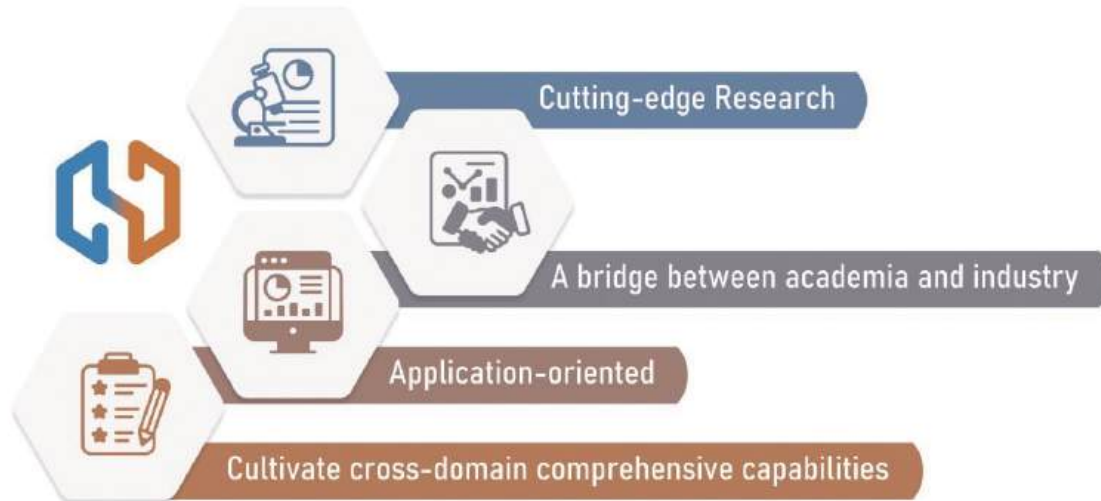 Cutting-edge Research
A bridge between academia and industry
Application-oriented
Cultivate cross-domain comprehensive capabilities